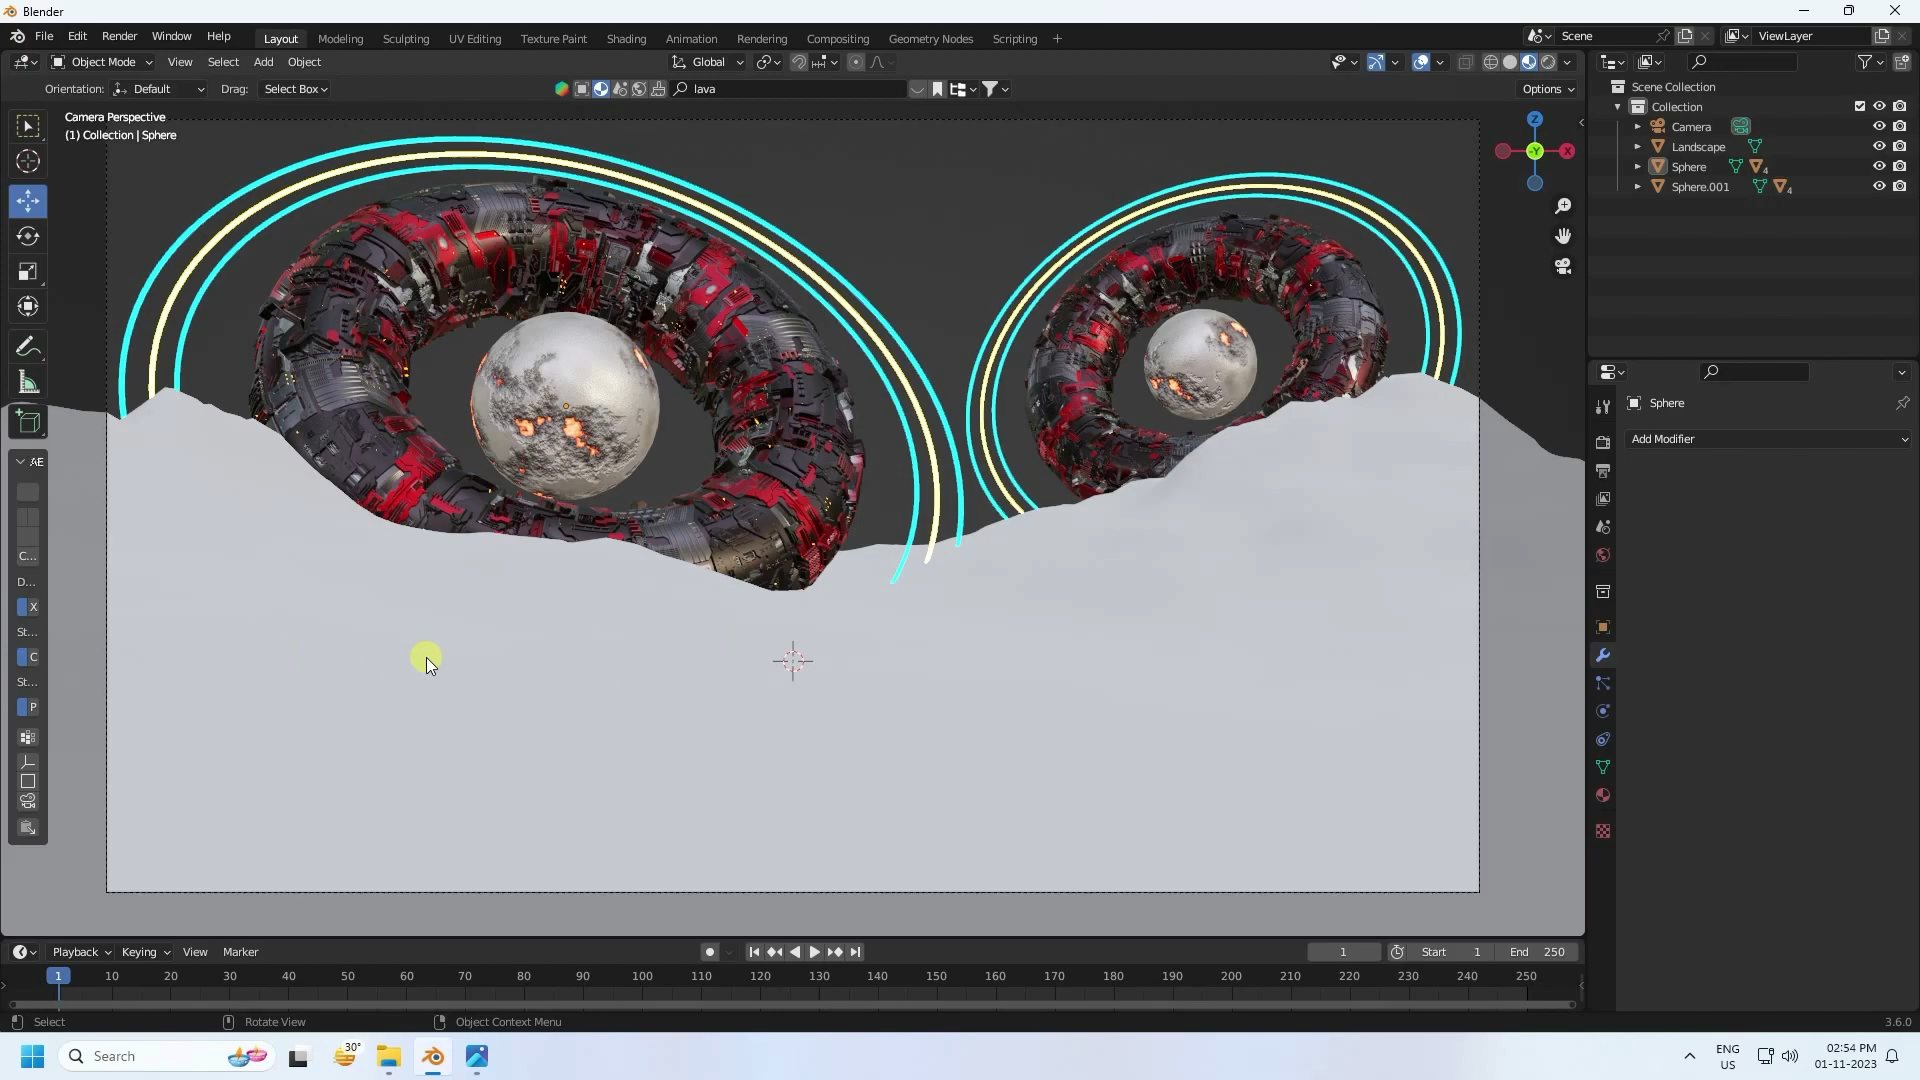 Blender
File Edit Render Window Help Layout Modeling Sculpting UV Editing Texture Paint Shading Animation Rendering Compositing Geometry Nodes Scripting + Scene ViewLayer
Object Mode View Select Add Object Global
Orientation: Default Drag: Select Box lava Options
Camera Perspective
(1) Collection | Sphere
Z
-Y
X
Scene Collection
Collection
Camera
Landscape
Sphere 4
Sphere.001 4
Sphere
Add Modifier
AE
C...
D...
X
St...
C
St...
P
Playback Keying View Marker 1 Start 1 End 250
1 10 20 30 40 50 60 70 80 90 100 110 120 130 140 150 160 170 180 190 200 210 220 230 240 250
Select Rotate View Object Context Menu 3.6.0
Search 30° ENG US 02:54 PM 01-11-2023